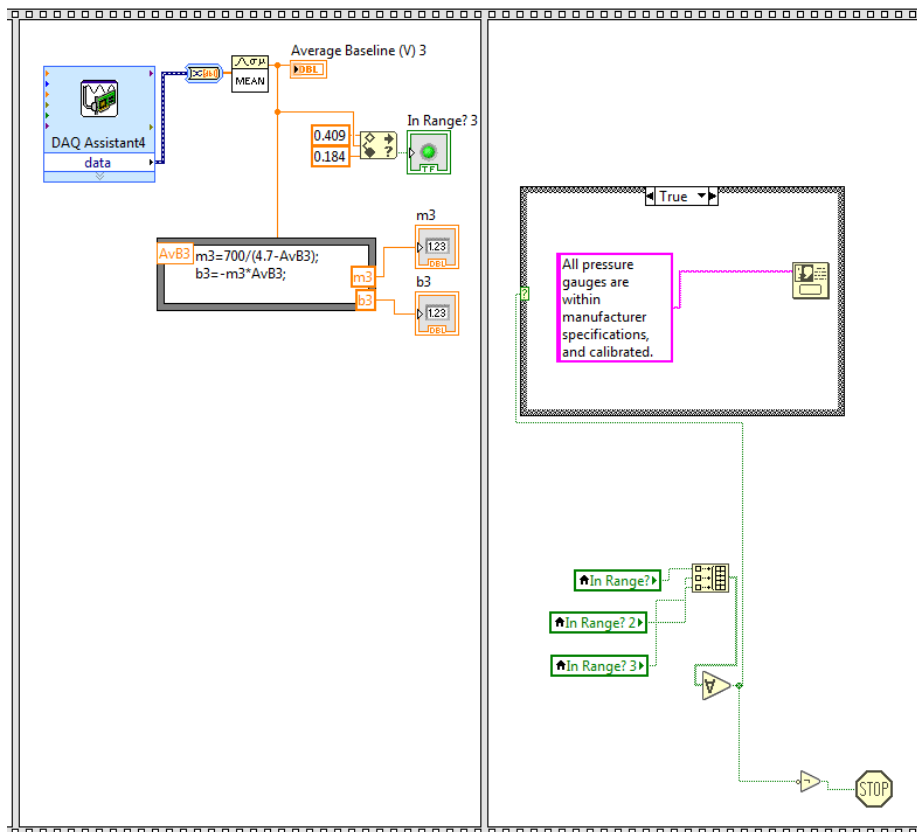 Average Baseline (V) 3
DBL
MEAN
DAQ Assistant4
data
In Range? 3
0.409
0.184
?
TF
m3
1.23
DBL
AvB3
m3=700/(4.7-AvB3);
b3=-m3*AvB3;
m3
b3
b3
1.23
DBL
True
All pressure
gauges are
within
manufacturer
specifications,
and calibrated.
?
In Range?
In Range? 2
In Range? 3
STOP